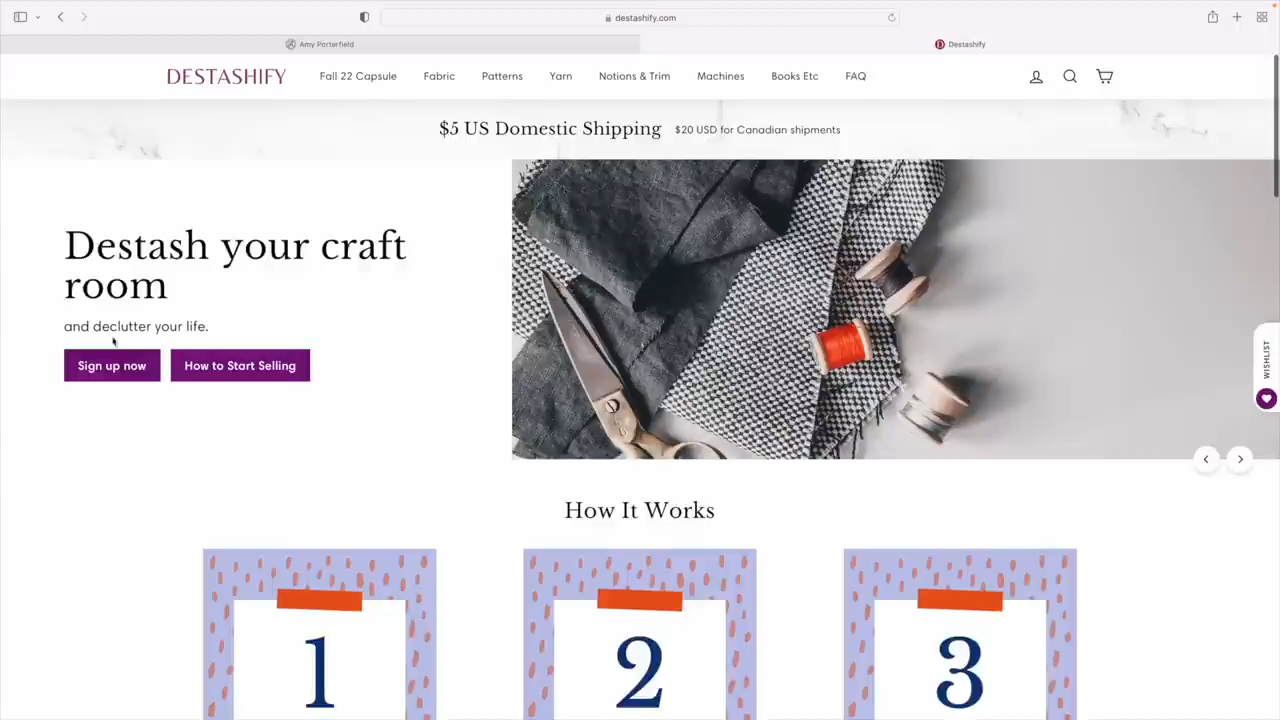 destashify.com
Amy Porterfield
Destashify
DESTASHIFY
Fall 22 Capsule Fabric Patterns Yarn Notions & Trim Machines Books Etc FAQ
$5 US Domestic Shipping $20 USD for Canadian shipments
Destash your craft
room
and declutter your life.
Sign up now How to Start Selling
WISHLIST
How It Works
1 2 3